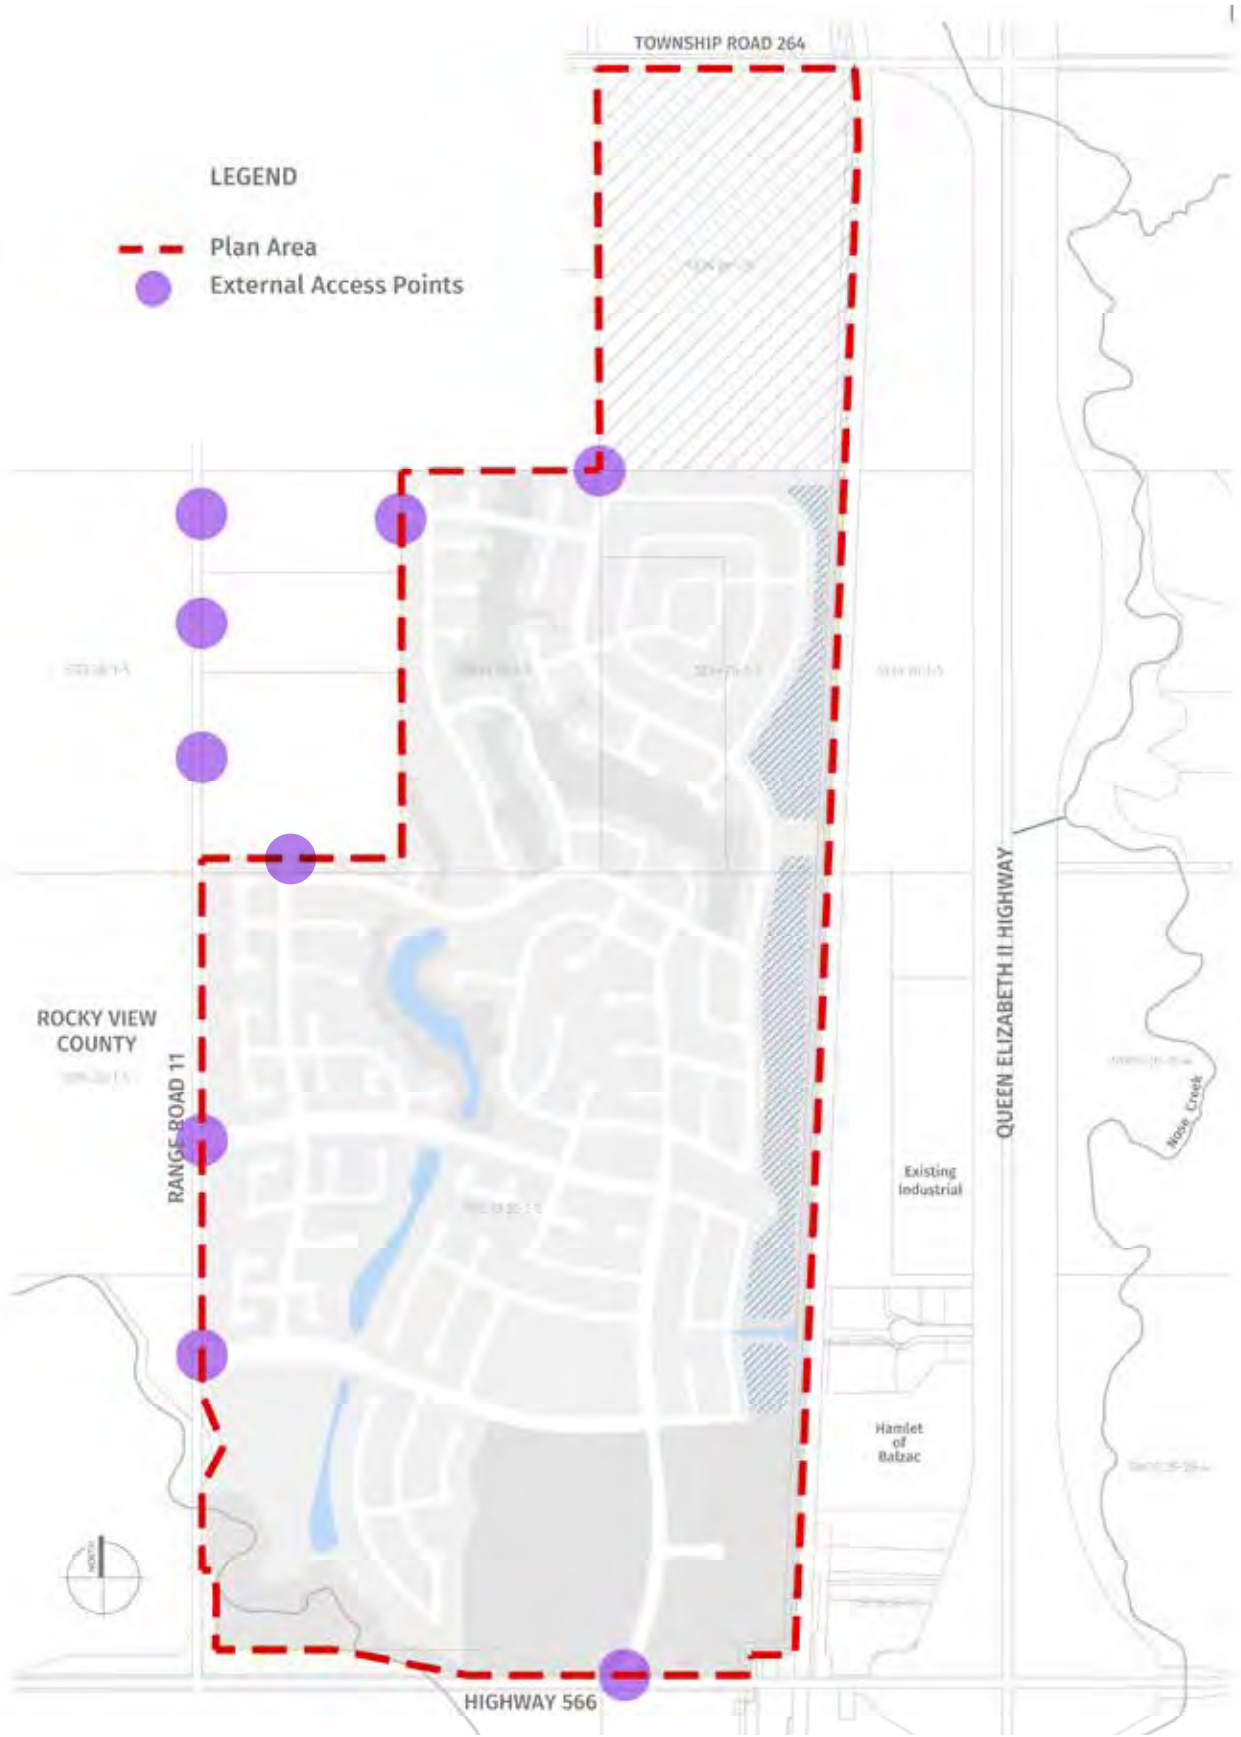 TOWNSHIP ROAD 264
LEGEND
Plan Area
External Access Points
QUEEN ELIZABETH II HIGHWAY
ROCKY VIEW
COUNTY
RANGE ROAD 11
Nose Creek
Existing
Industrial
Hamlet
of
Balzac
NORTH
HIGHWAY 566